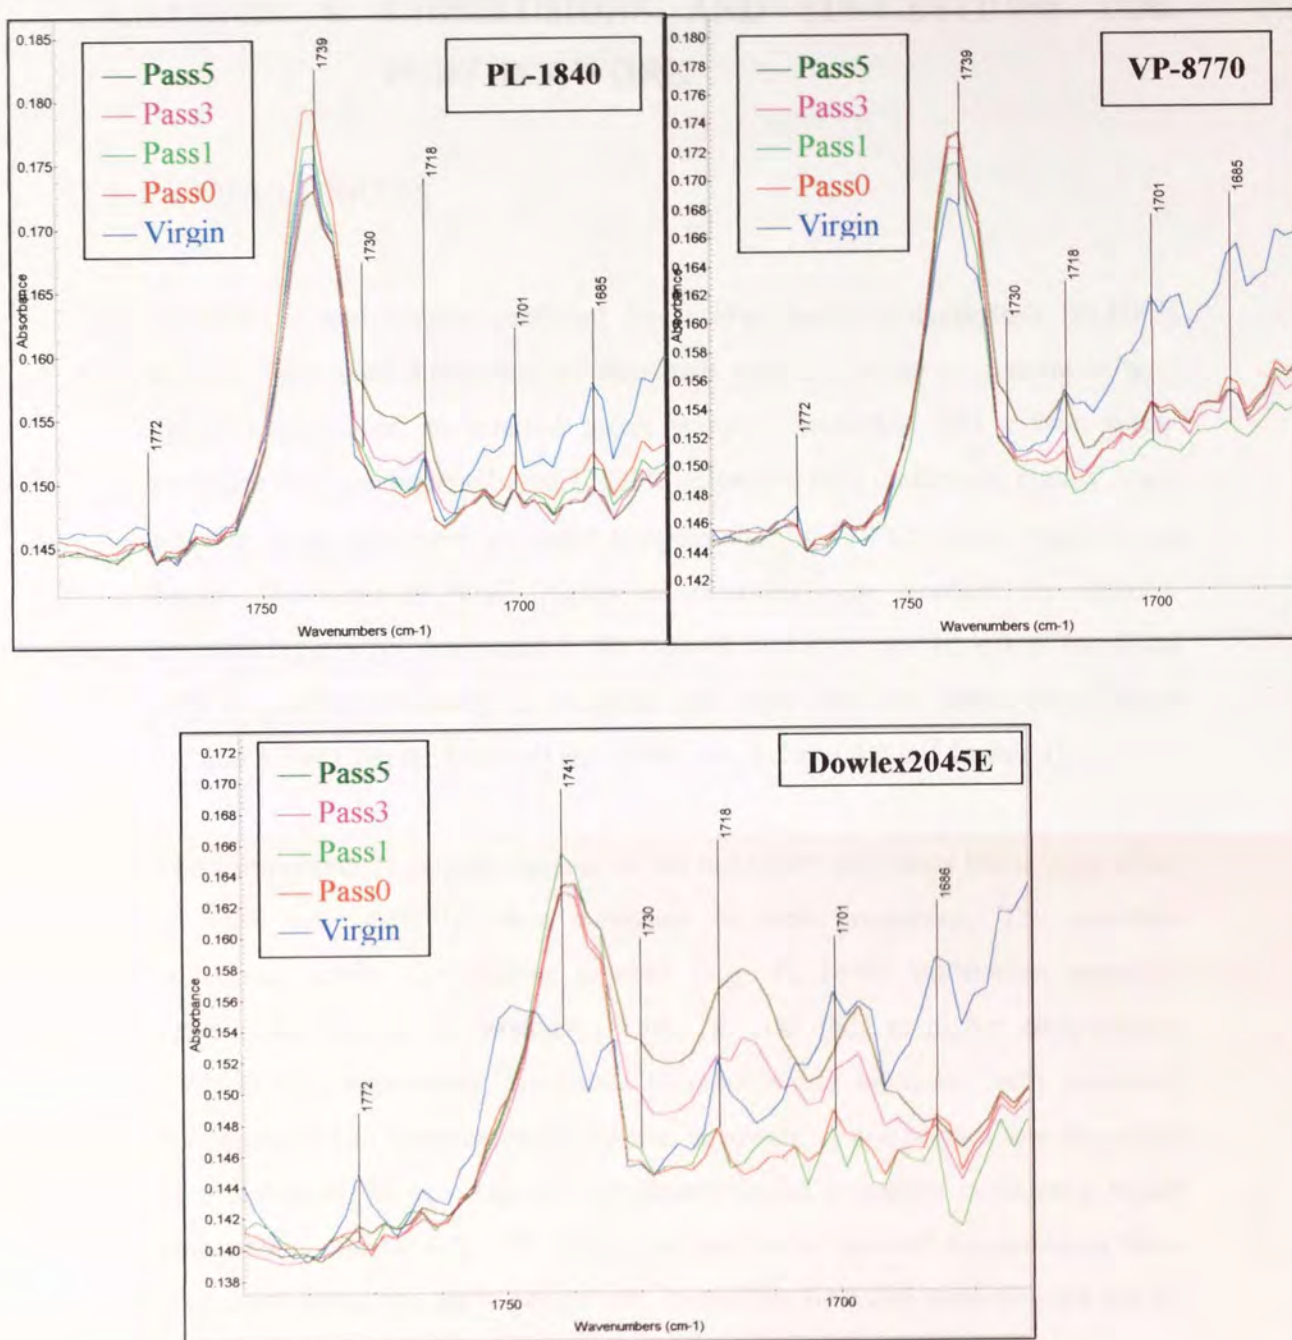 PL-1840
Pass5
Pass3
Pass1
Pass0
Virgin
1739
1718
1730
1772
1701
1685
0.185
0.180
0.175
0.170
0.165
0.160
0.155
0.150
0.145
Absorbance
1750
1700
Wavenumbers (cm-1)
VP-8770
Pass5
Pass3
Pass1
Pass0
Virgin
1739
1730
1718
1701
1685
1772
0.180
0.178
0.176
0.174
0.172
0.170
0.168
0.166
0.164
0.162
0.160
0.158
0.156
0.154
0.152
0.150
0.148
0.146
0.144
0.142
Absorbance
1750
1700
Wavenumbers (cm-1)
Dowlex2045E
Pass5
Pass3
Pass1
Pass0
Virgin
1741
1718
1730
1701
1686
1772
0.172
0.170
0.168
0.166
0.164
0.162
0.160
0.158
0.156
0.154
0.152
0.150
0.148
0.146
0.144
0.142
0.140
0.138
Absorbance
1750
1700
Wavenumbers (cm-1)